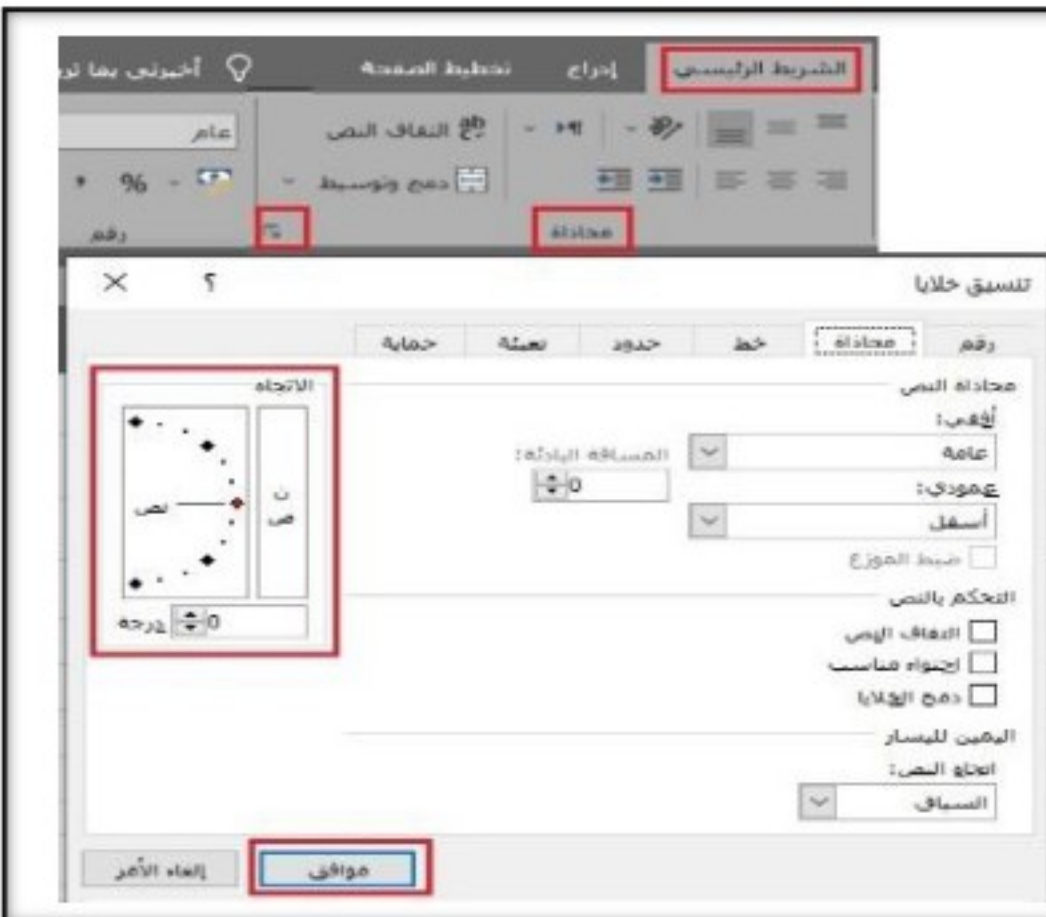 الشريط الرئيسي إدراج تخطيط الصفحة أخبرني بما تر
ab التفاف النص عام
دمج وتوسيط % ,
محاذاة رقم
تنسيق خلايا ؟ ×
رقم محاذاة خط حدود تعبئة حماية
محاذاة النص
أفقي:
عامة
المسافة البادئة:
0
عمودي:
أسفل
ضبط الموزع
التحكم بالنص
التفاف النص
احتواء مناسب
دمج الخلايا
اليمين لليسار
اتجاه النص:
السياق
الاتجاه
ن
ص
نص
0 درجة
موافق إلغاء الأمر